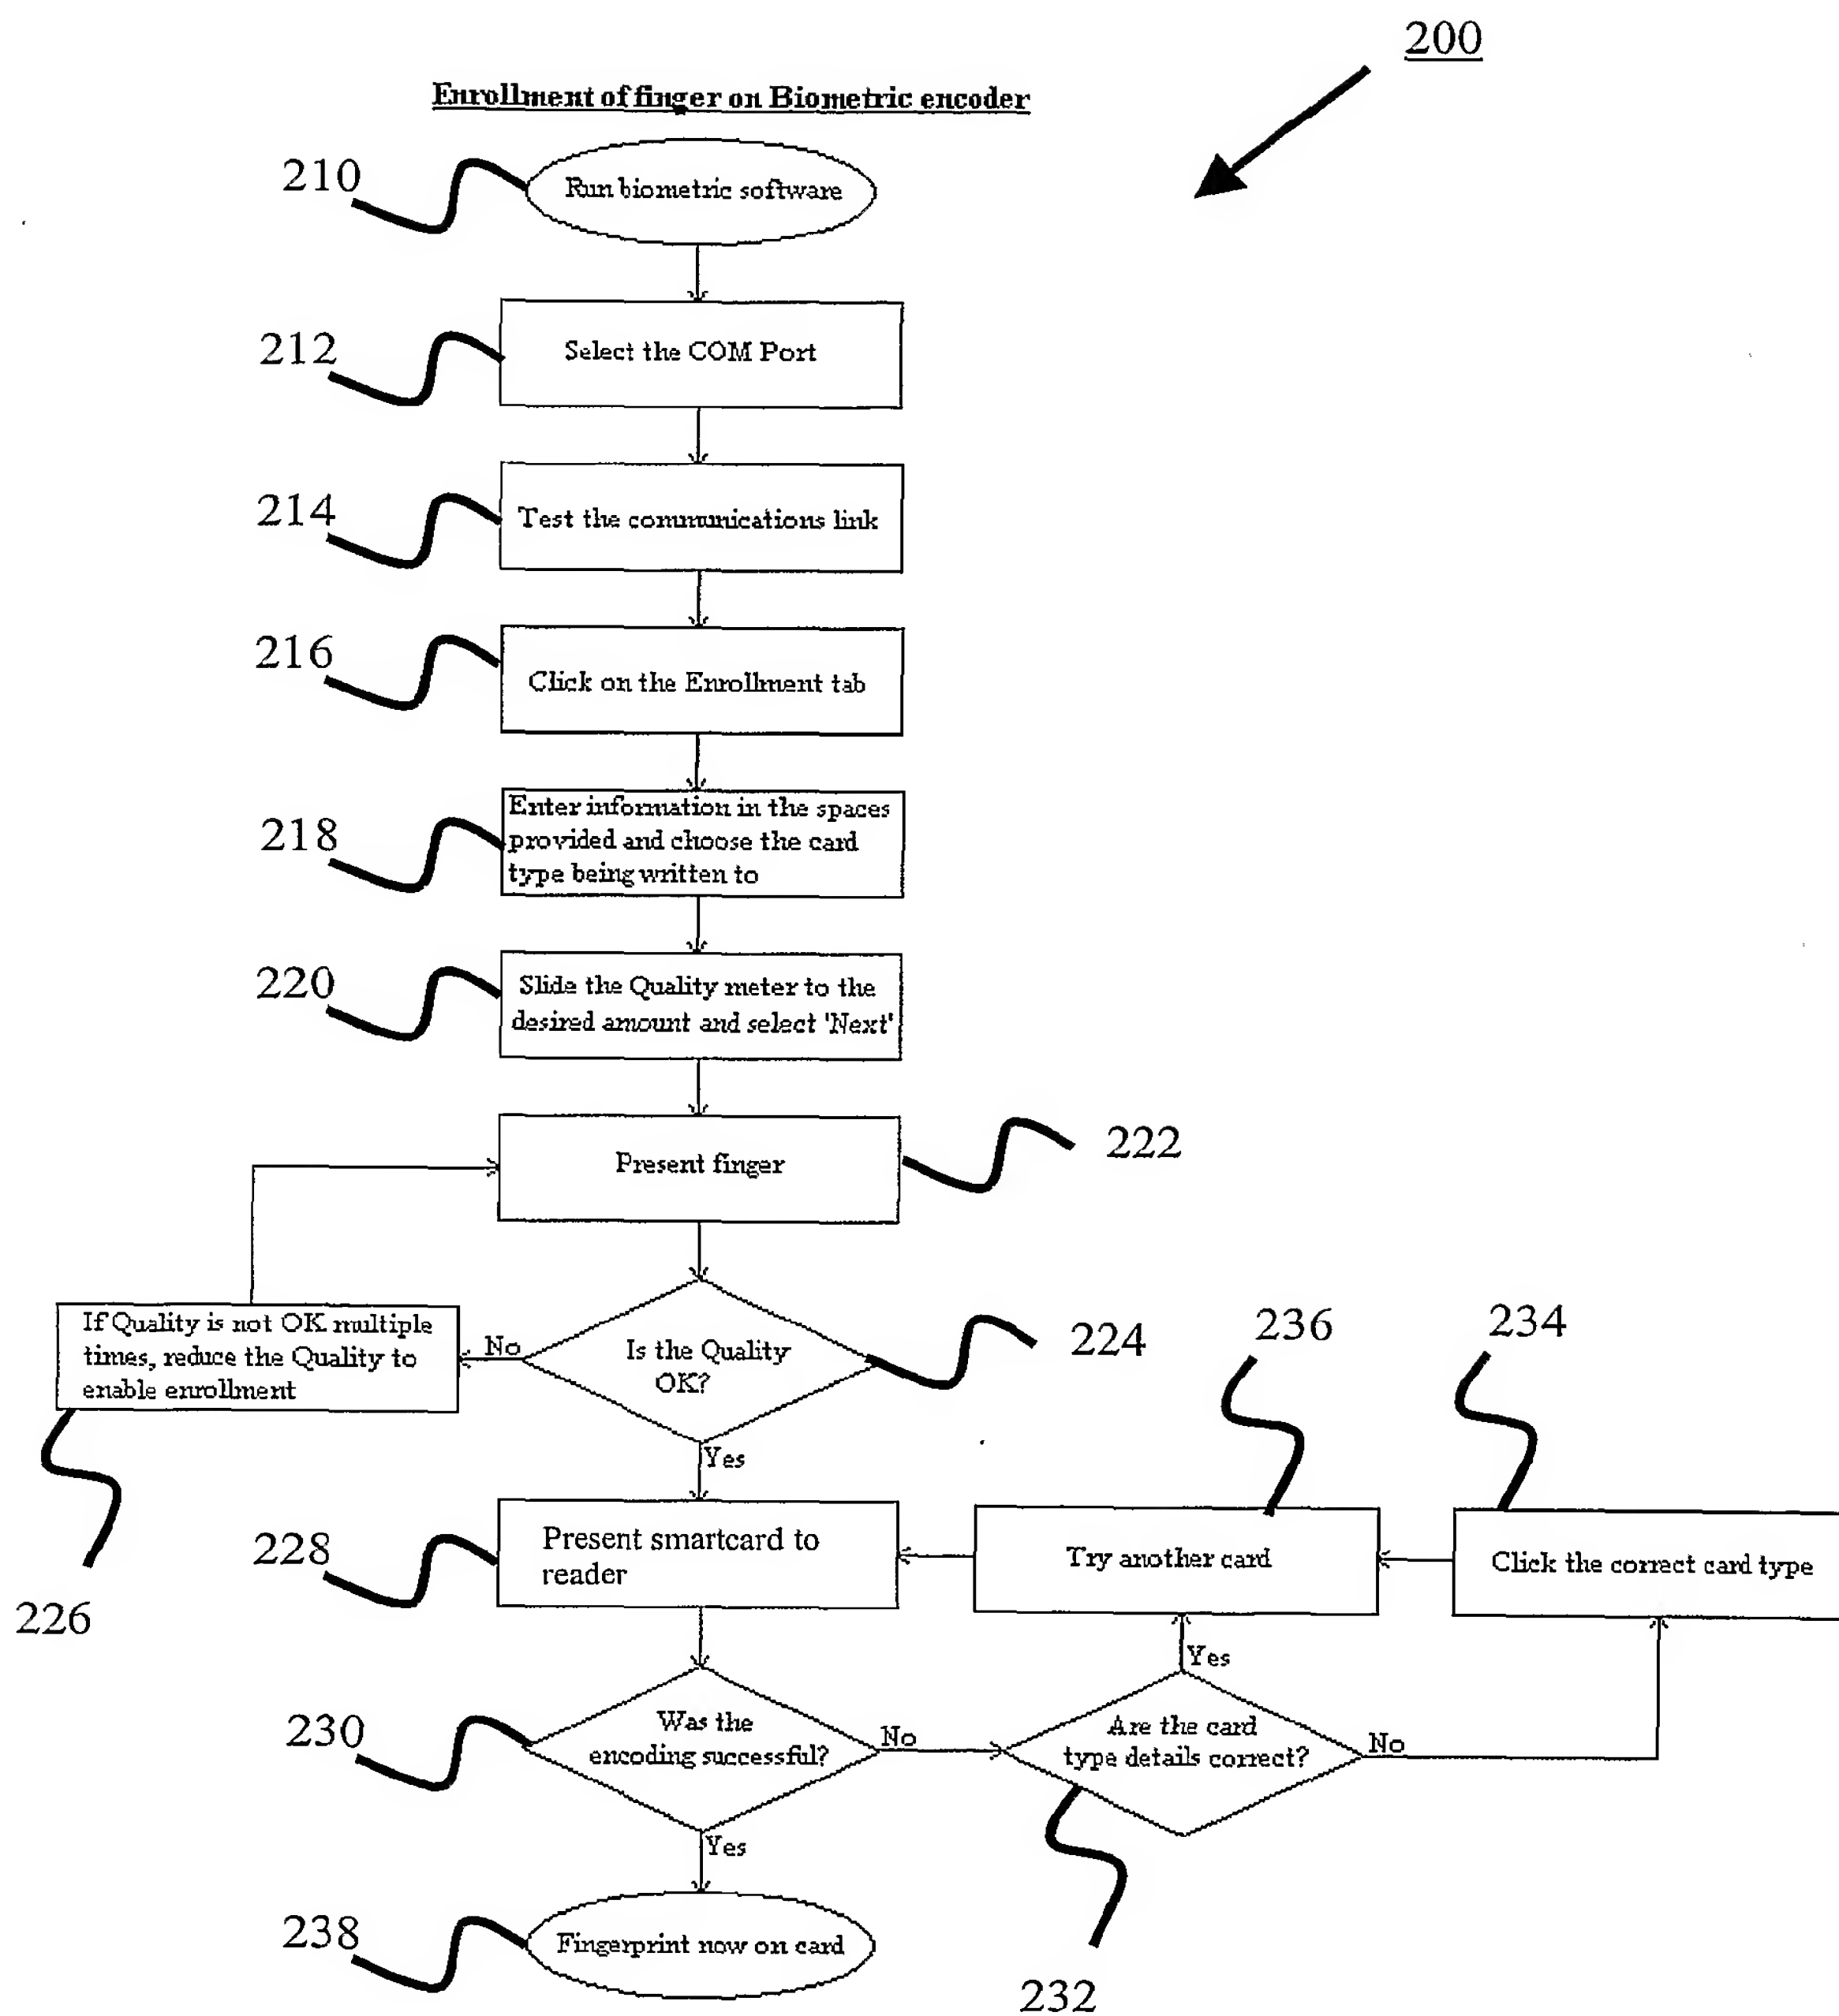 200
Enrollment of finger on Biometric encoder
210
Run biometric software
212
Select the COM Port
214
Test the communications link
216
Click on the Enrollment tab
218
Enter information in the spaces
provided and choose the card
type being written to
220
Slide the Quality meter to the
desired amount and select 'Next'
222
Present finger
If Quality is not OK multiple
times, reduce the Quality to
enable enrollment
No
Is the Quality
OK?
224
236
234
Yes
226
228
Present smartcard to
reader
Try another card
Click the correct card type
Yes
230
Was the
encoding successful?
No
Are the card
type details correct?
No
Yes
238
Fingerprint now on card
232